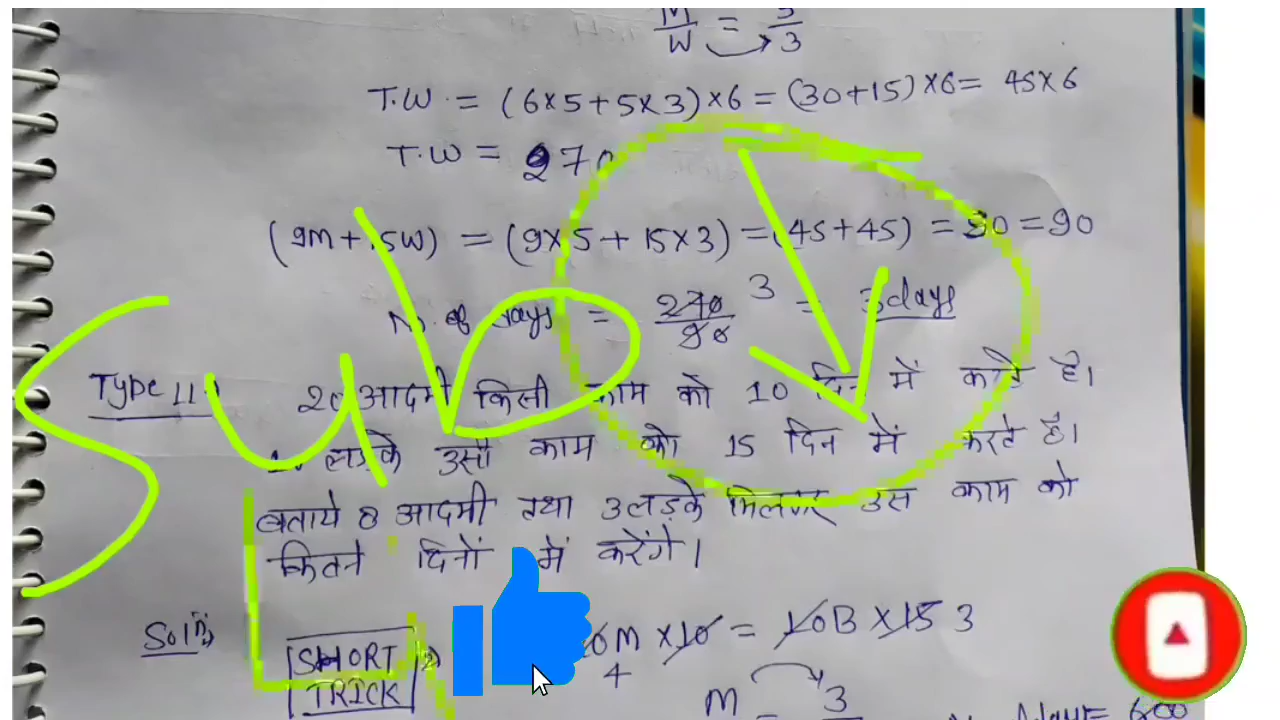 M/W = 5/3
T.W. = (6×5+5×3)×6 = (30+15)×6 = 45×6
T.W = 270
(9M+15W) = (9×5+15×3) = (45+45) = 90 = 90
N. of days = 270/90 3 = 3 days
Type 11 20 आदमी किसी काम को 10 दिन में करते है।
लड़के उसी काम को 15 दिन में करते है।
बताये 8 आदमी तथा 3 लड़के मिलकर उस काम को
कितने दिनों में करेंगे।
Soln SHORT M×10 = 10B×15 3
TRICK 4
M 3
= 600
Sub